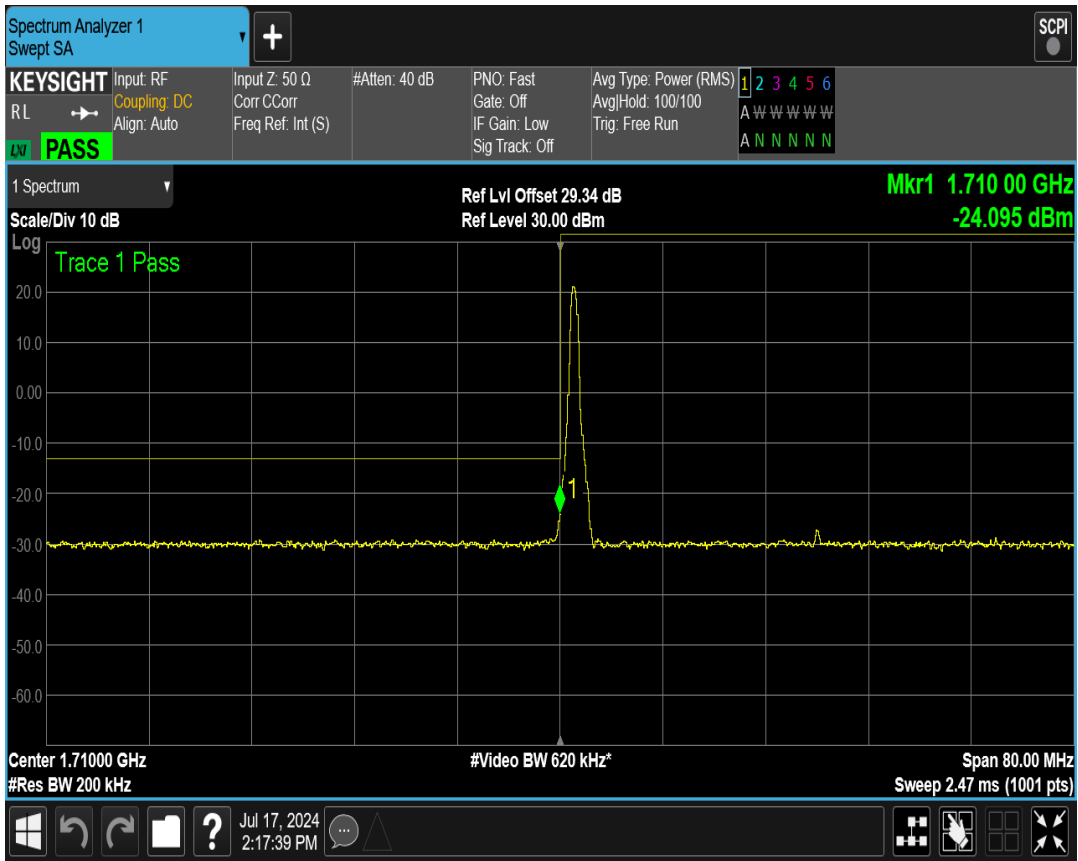 Spectrum Analyzer 1
Swept SA
SCPI
KEYSIGHT
R L
LXI PASS
Input: RF
Coupling: DC
Align: Auto
Input Z: 50 Ω
Corr CCorr
Freq Ref: Int (S)
#Atten: 40 dB
PNO: Fast
Gate: Off
IF Gain: Low
Sig Track: Off
Avg Type: Power (RMS)
Avg|Hold: 100/100
Trig: Free Run
1 2 3 4 5 6
A W W W W W
A N N N N N
1 Spectrum
Scale/Div 10 dB
Ref Lvl Offset 29.34 dB
Ref Level 30.00 dBm
Mkr1 1.710 00 GHz
-24.095 dBm
Log
Trace 1 Pass
20.0
10.0
0.00
-10.0
-20.0
1
-30.0
-40.0
-50.0
-60.0
Center 1.71000 GHz
#Video BW 620 kHz*
Span 80.00 MHz
#Res BW 200 kHz
Sweep 2.47 ms (1001 pts)
?
Jul 17, 2024
2:17:39 PM